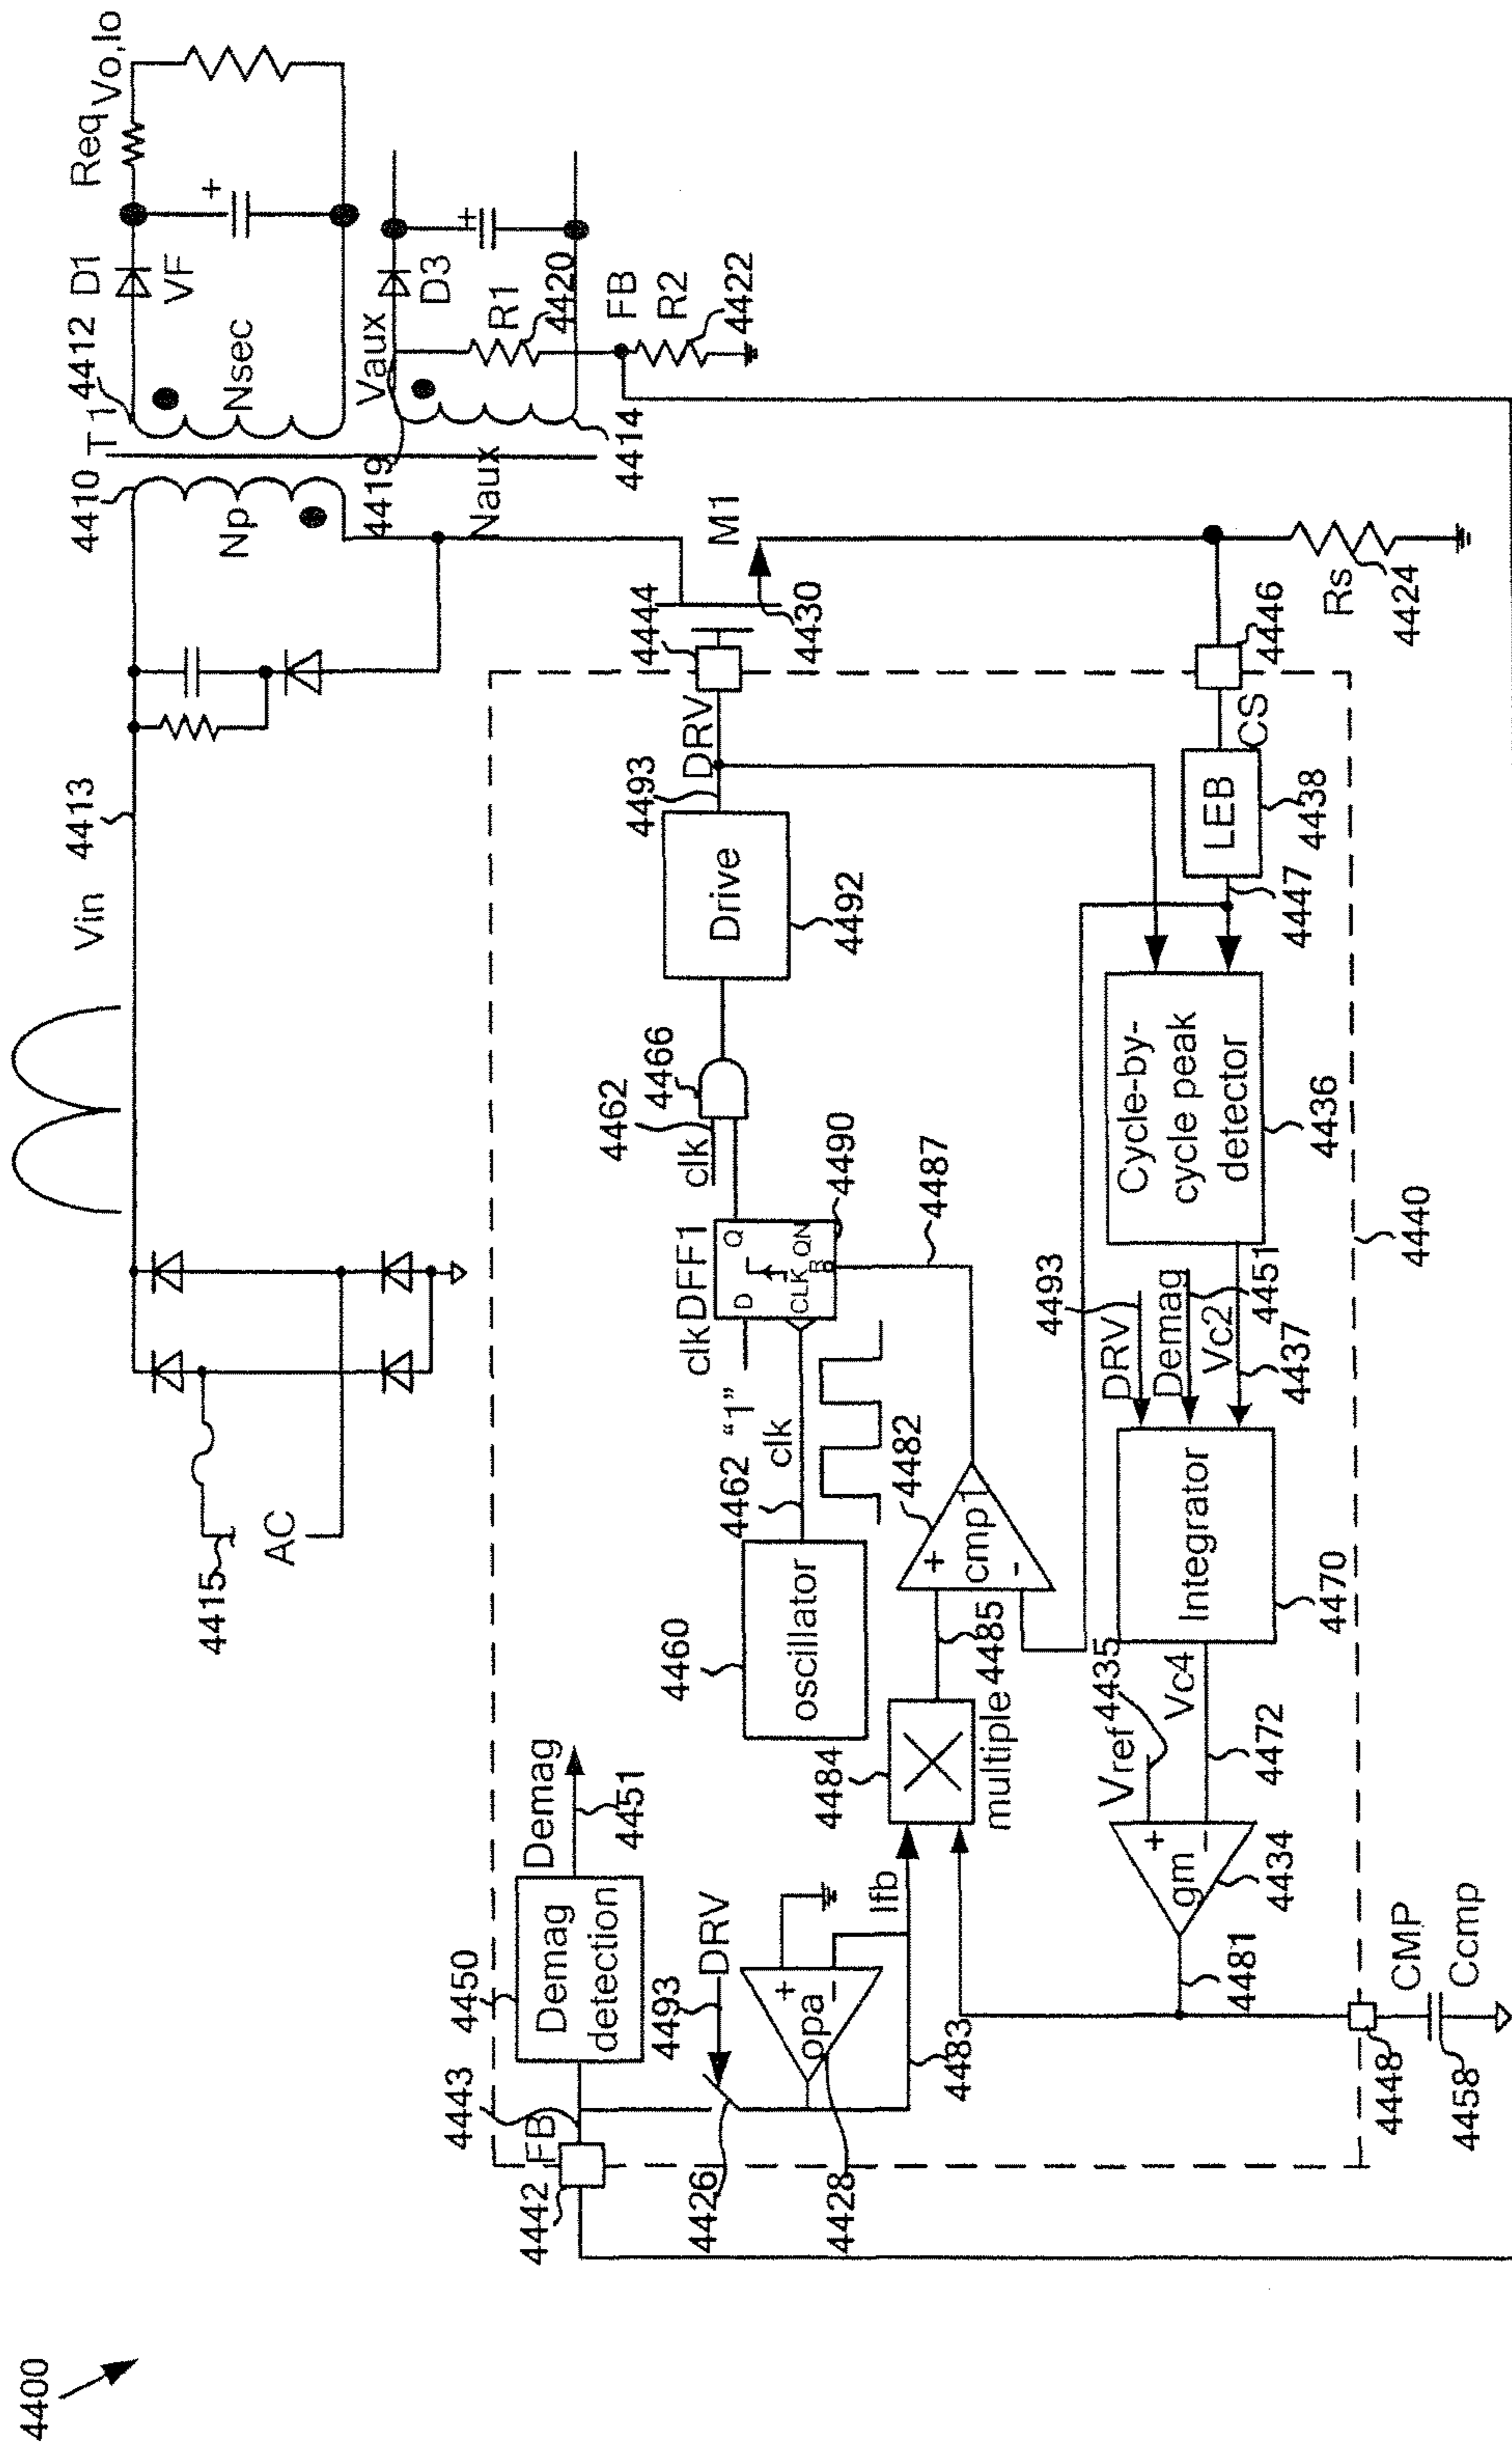 4400
Vin
4413
4415
AC
4410
T1
4412
D1
VF
Req
Vo,Io
Np
Nsec
4419
Vaux
D3
R1
4420
Naux
4414
FB
R2
4422
4442
FB
4443
4450
Demag
detection
Demag
4451
4426
4493
DRV
opa
+
-
4428
4483
Ifb
4484
multiple
4485
4460
oscillator
4462
clk
"1"
clk
DFF1
D
Q
CLK
QN
R
4490
4462
clk
4466
Drive
4492
4493
DRV
4444
M1
4430
4482
+
-
cmp1
4487
Rs
4424
4446
CS
LEB
4438
4447
Cycle-by-
cycle peak
detector
4436
4493
DRV
Demag
4451
Vc2
4437
Integrator
4470
4435
Vref
Vc4
4472
+
-
gm
4434
4481
4440
4448
CMP
4458
Ccmp